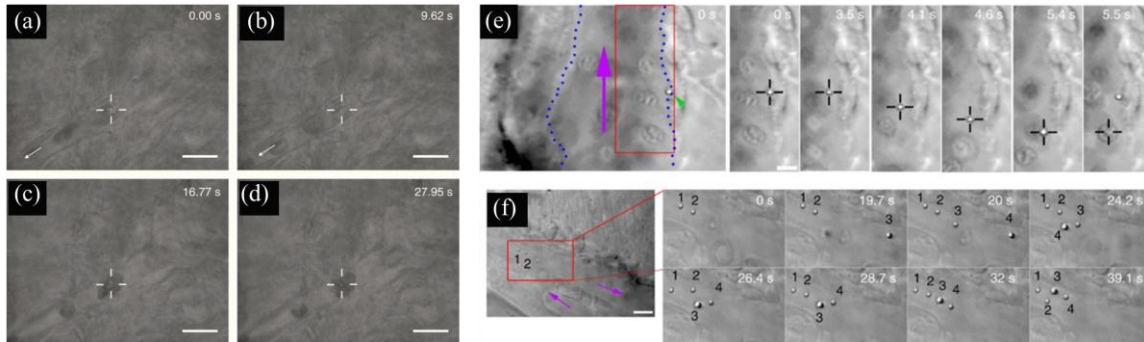 (a)
0.00 s
(b)
9.62 s
(c)
16.77 s
(d)
27.95 s
(e)
0 s
0 s
3.5 s
4.1 s
4.6 s
5.4 s
5.5 s
(f)
1 2
1 2
0 s
1 2
3
19.7 s
1 2
3
4
20 s
1 2
3
4
24.2 s
1 2
4
3
26.4 s
1 2
4
3
28.7 s
1 2 3 4
32 s
1 3
2 4
39.1 s